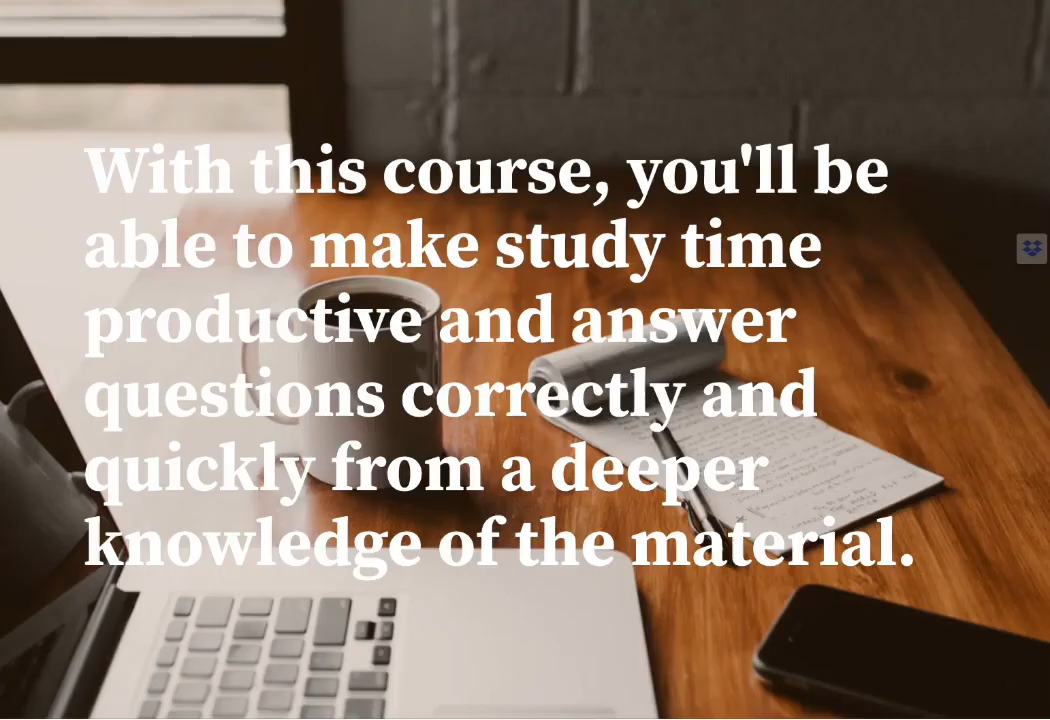 With this course, you'll be
able to make study time
productive and answer
questions correctly and
quickly from a deeper
knowledge of the material.